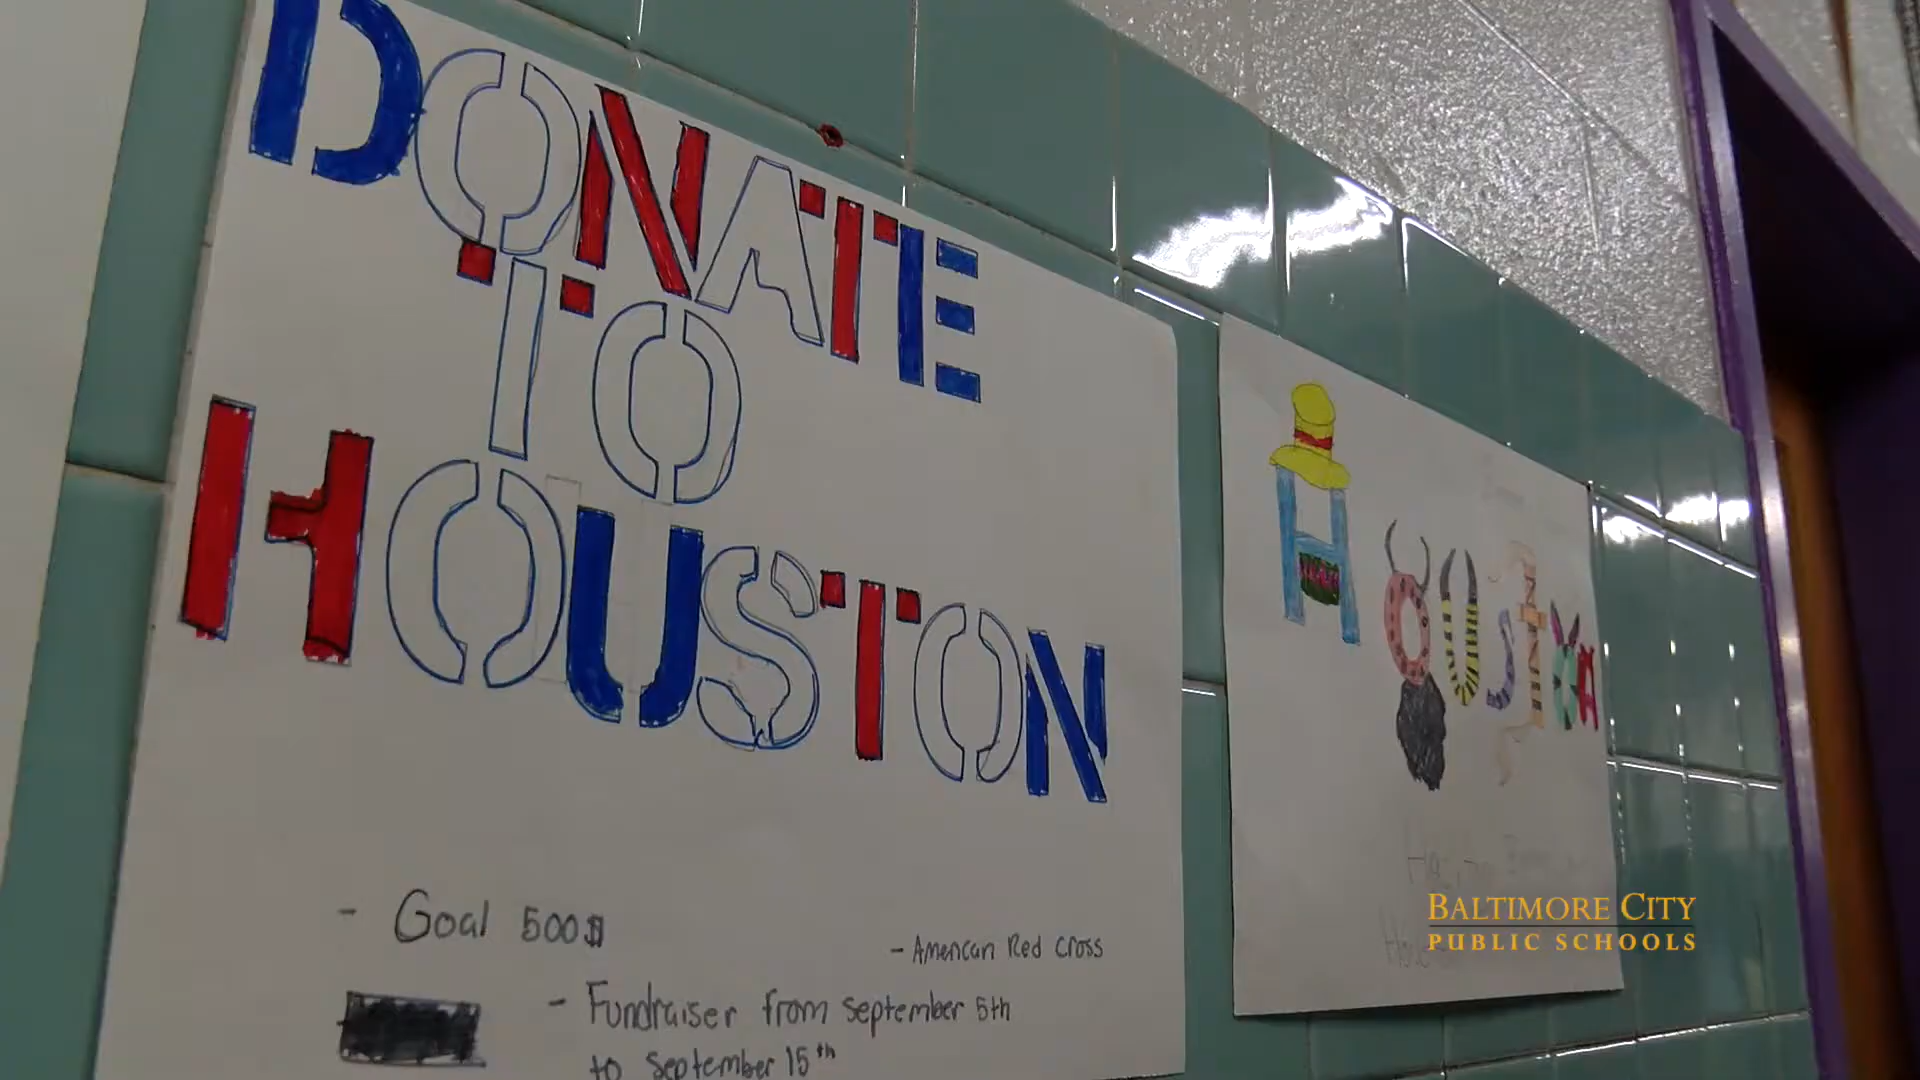 DONATE
TO
HOUSTON
- Goal 500$
- American Red Cross
- Fundraiser from September 5th
to September 15th
Houston
BALTIMORE CITY
PUBLIC SCHOOLS